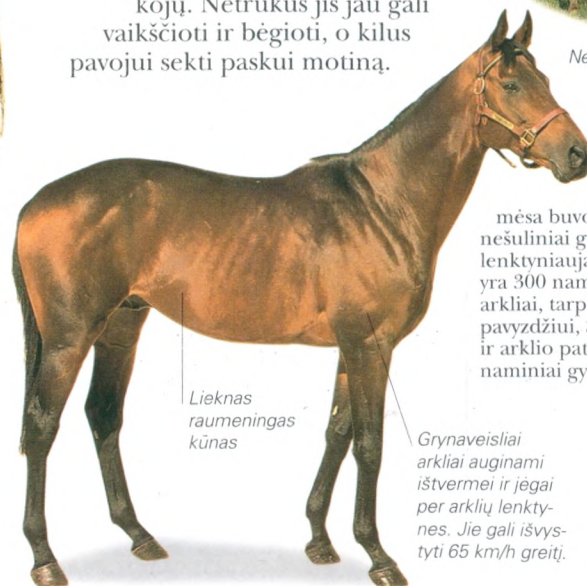 kojų. Netrukus jis jau gali
vaikščioti ir bėgioti, o kilus
pavojui sekti paskui motiną.
Ne
mėsa buvo
nešuliniai g
lenktyniauja
yra 300 nam
arkliai, tarp
pavyzdžiui,
ir arklio pat
naminiai gy
Lieknas
raumeningas
kūnas
Grynaveisliai
arkliai auginami
ištvermei ir jėgai
per arklių lenkty-
nes. Jie gali išvys-
tyti 65 km/h greitį.